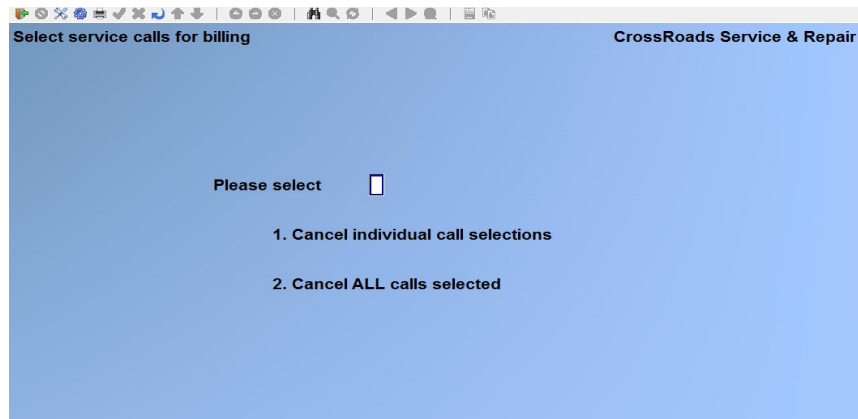 Select service calls for billing CrossRoads Service & Repair
Please select
1. Cancel individual call selections
2. Cancel ALL calls selected